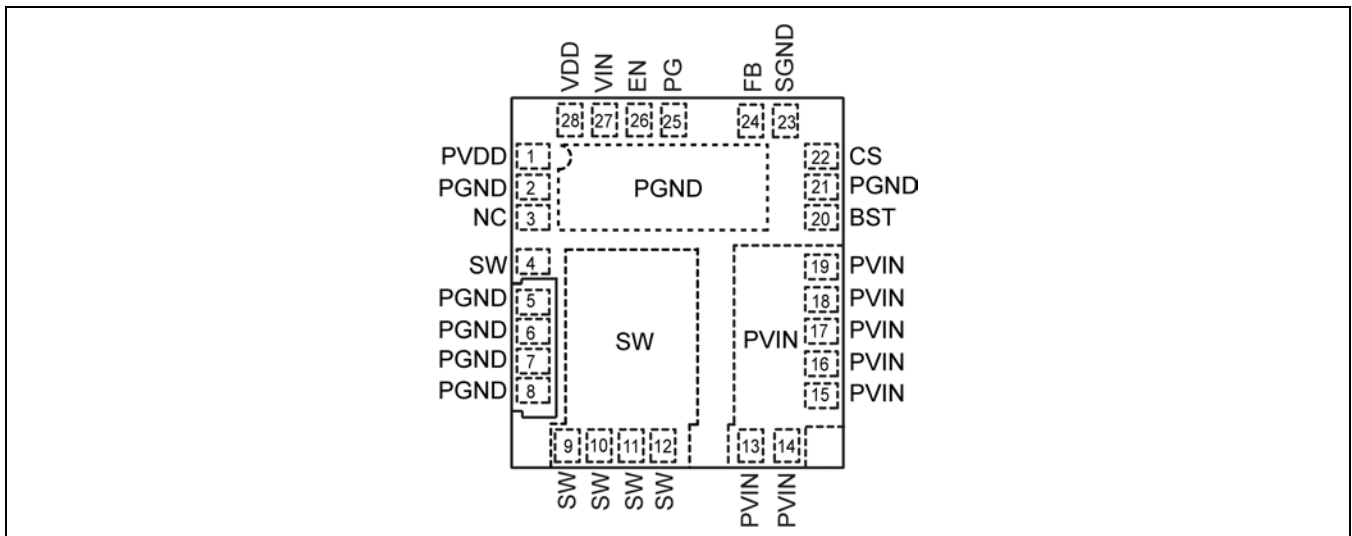 VDD VIN EN PG FB SGND
28 27 26 25 24 23
PVDD 1 22 CS
PGND 2 PGND 21 PGND
NC 3 20 BST
SW 4 19 PVIN
PGND 5 18 PVIN
PGND 6 SW PVIN 17 PVIN
PGND 7 16 PVIN
PGND 8 15 PVIN
9 10 11 12 13 14
SW SW SW SW PVIN PVIN